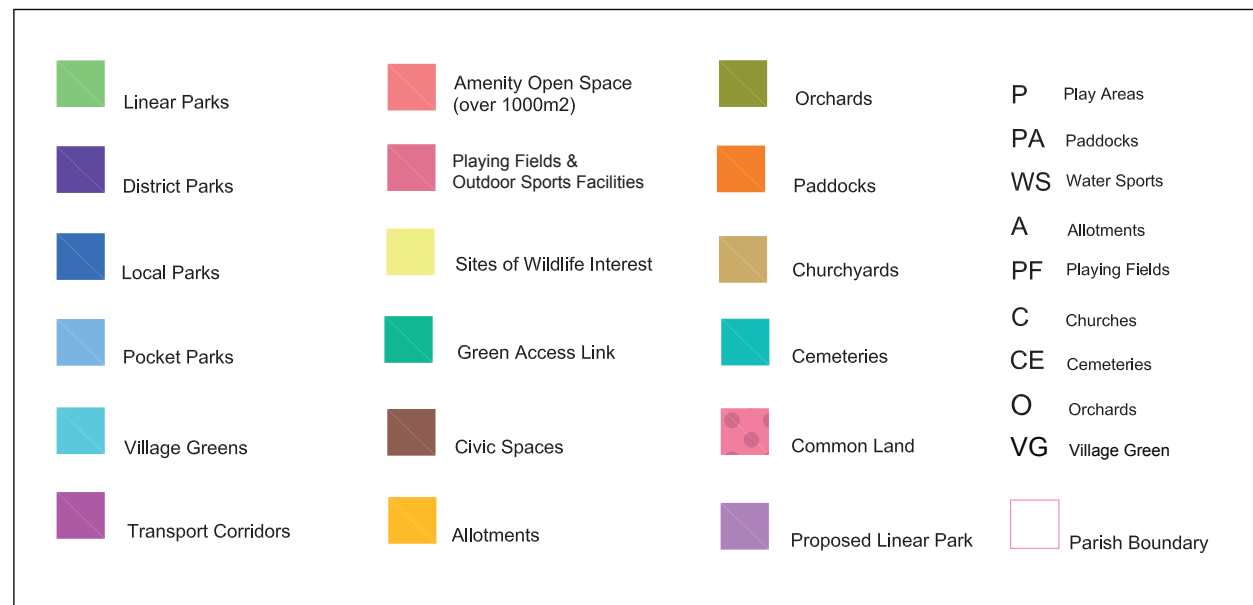 Linear Parks
District Parks
Local Parks
Pocket Parks
Village Greens
Transport Corridors
Amenity Open Space
(over 1000m2)
Playing Fields &
Outdoor Sports Facilities
Sites of Wildlife Interest
Green Access Link
Civic Spaces
Allotments
Orchards
Paddocks
Churchyards
Cemeteries
Common Land
Proposed Linear Park
P Play Areas
PA Paddocks
WS Water Sports
A Allotments
PF Playing Fields
C Churches
CE Cemeteries
O Orchards
VG Village Green
Parish Boundary